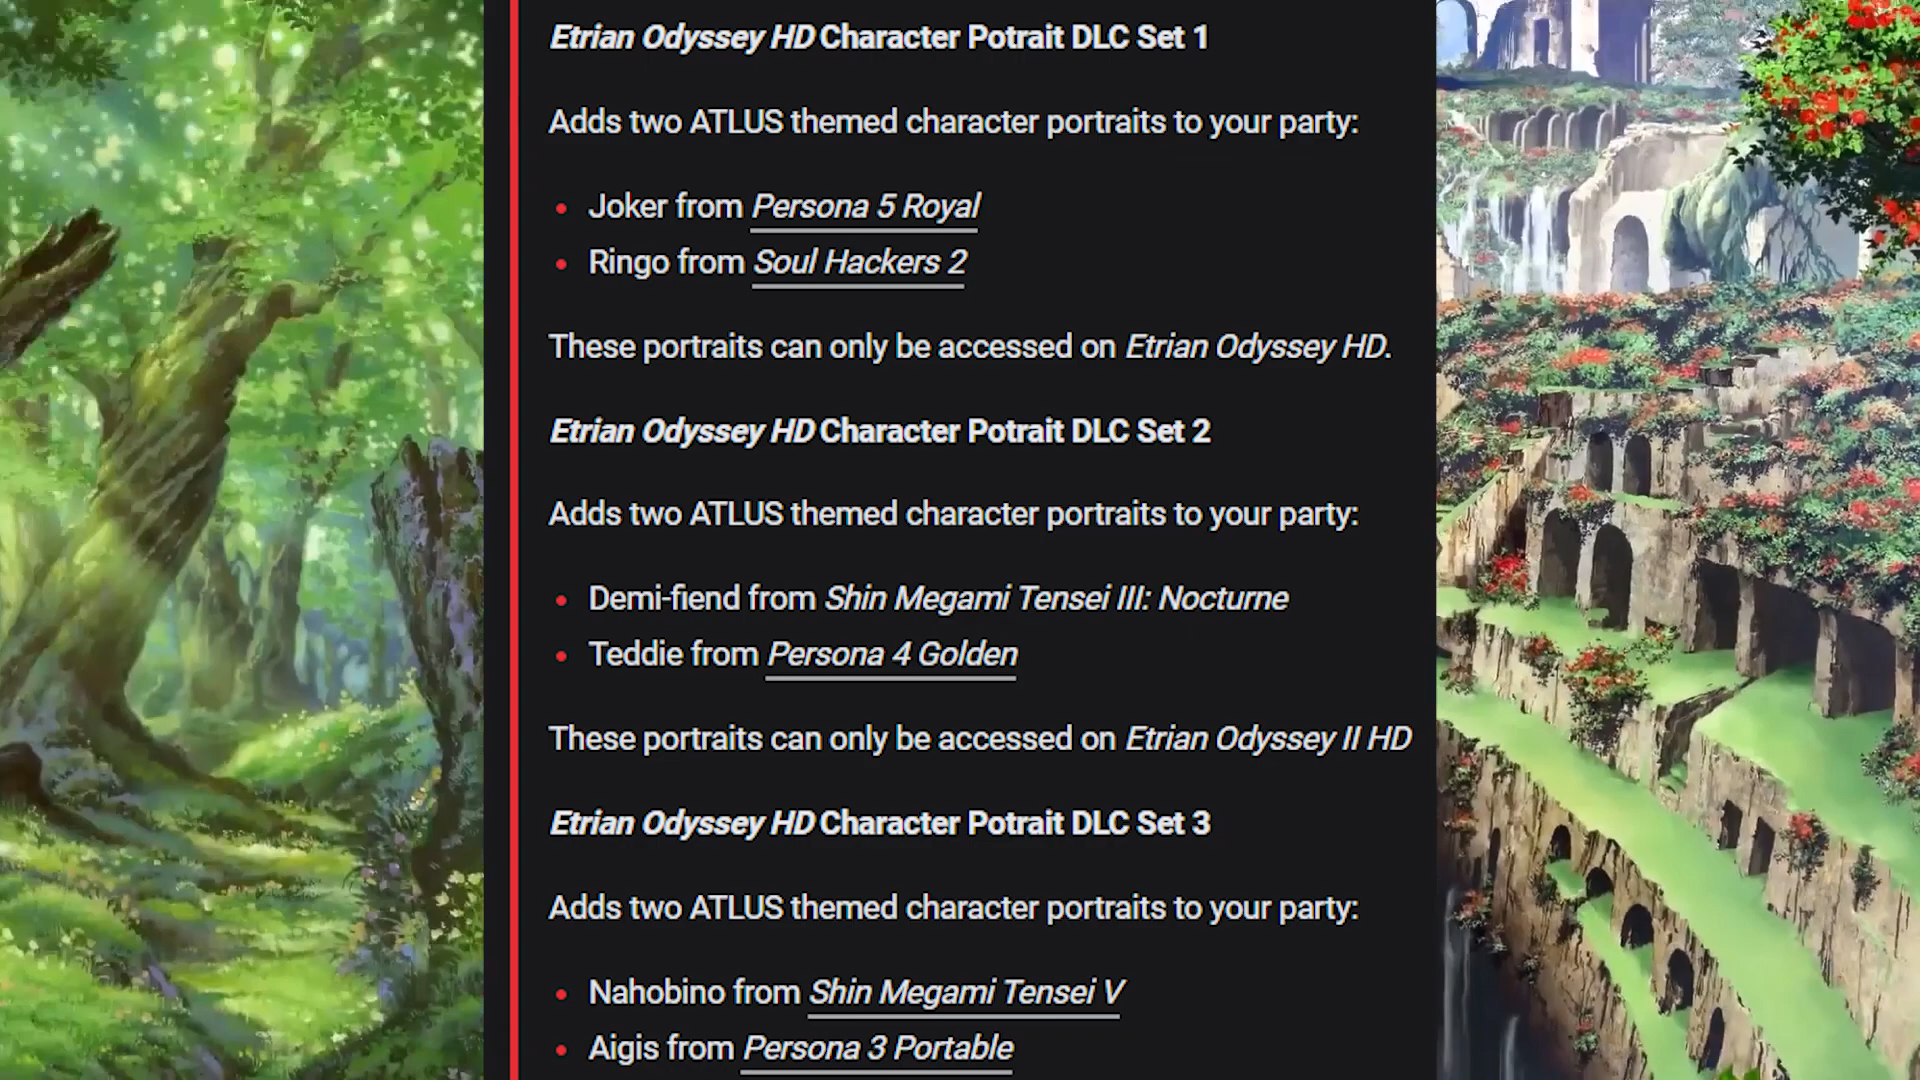 Etrian Odyssey HD Character Potrait DLC Set 1
Adds two ATLUS themed character portraits to your party:
Joker from Persona 5 Royal
Ringo from Soul Hackers 2
These portraits can only be accessed on Etrian Odyssey HD.
Etrian Odyssey HD Character Potrait DLC Set 2
Adds two ATLUS themed character portraits to your party:
Demi-fiend from Shin Megami Tensei III: Nocturne
Teddie from Persona 4 Golden
These portraits can only be accessed on Etrian Odyssey II HD
Etrian Odyssey HD Character Potrait DLC Set 3
Adds two ATLUS themed character portraits to your party:
Nahobino from Shin Megami Tensei V
Aigis from Persona 3 Portable